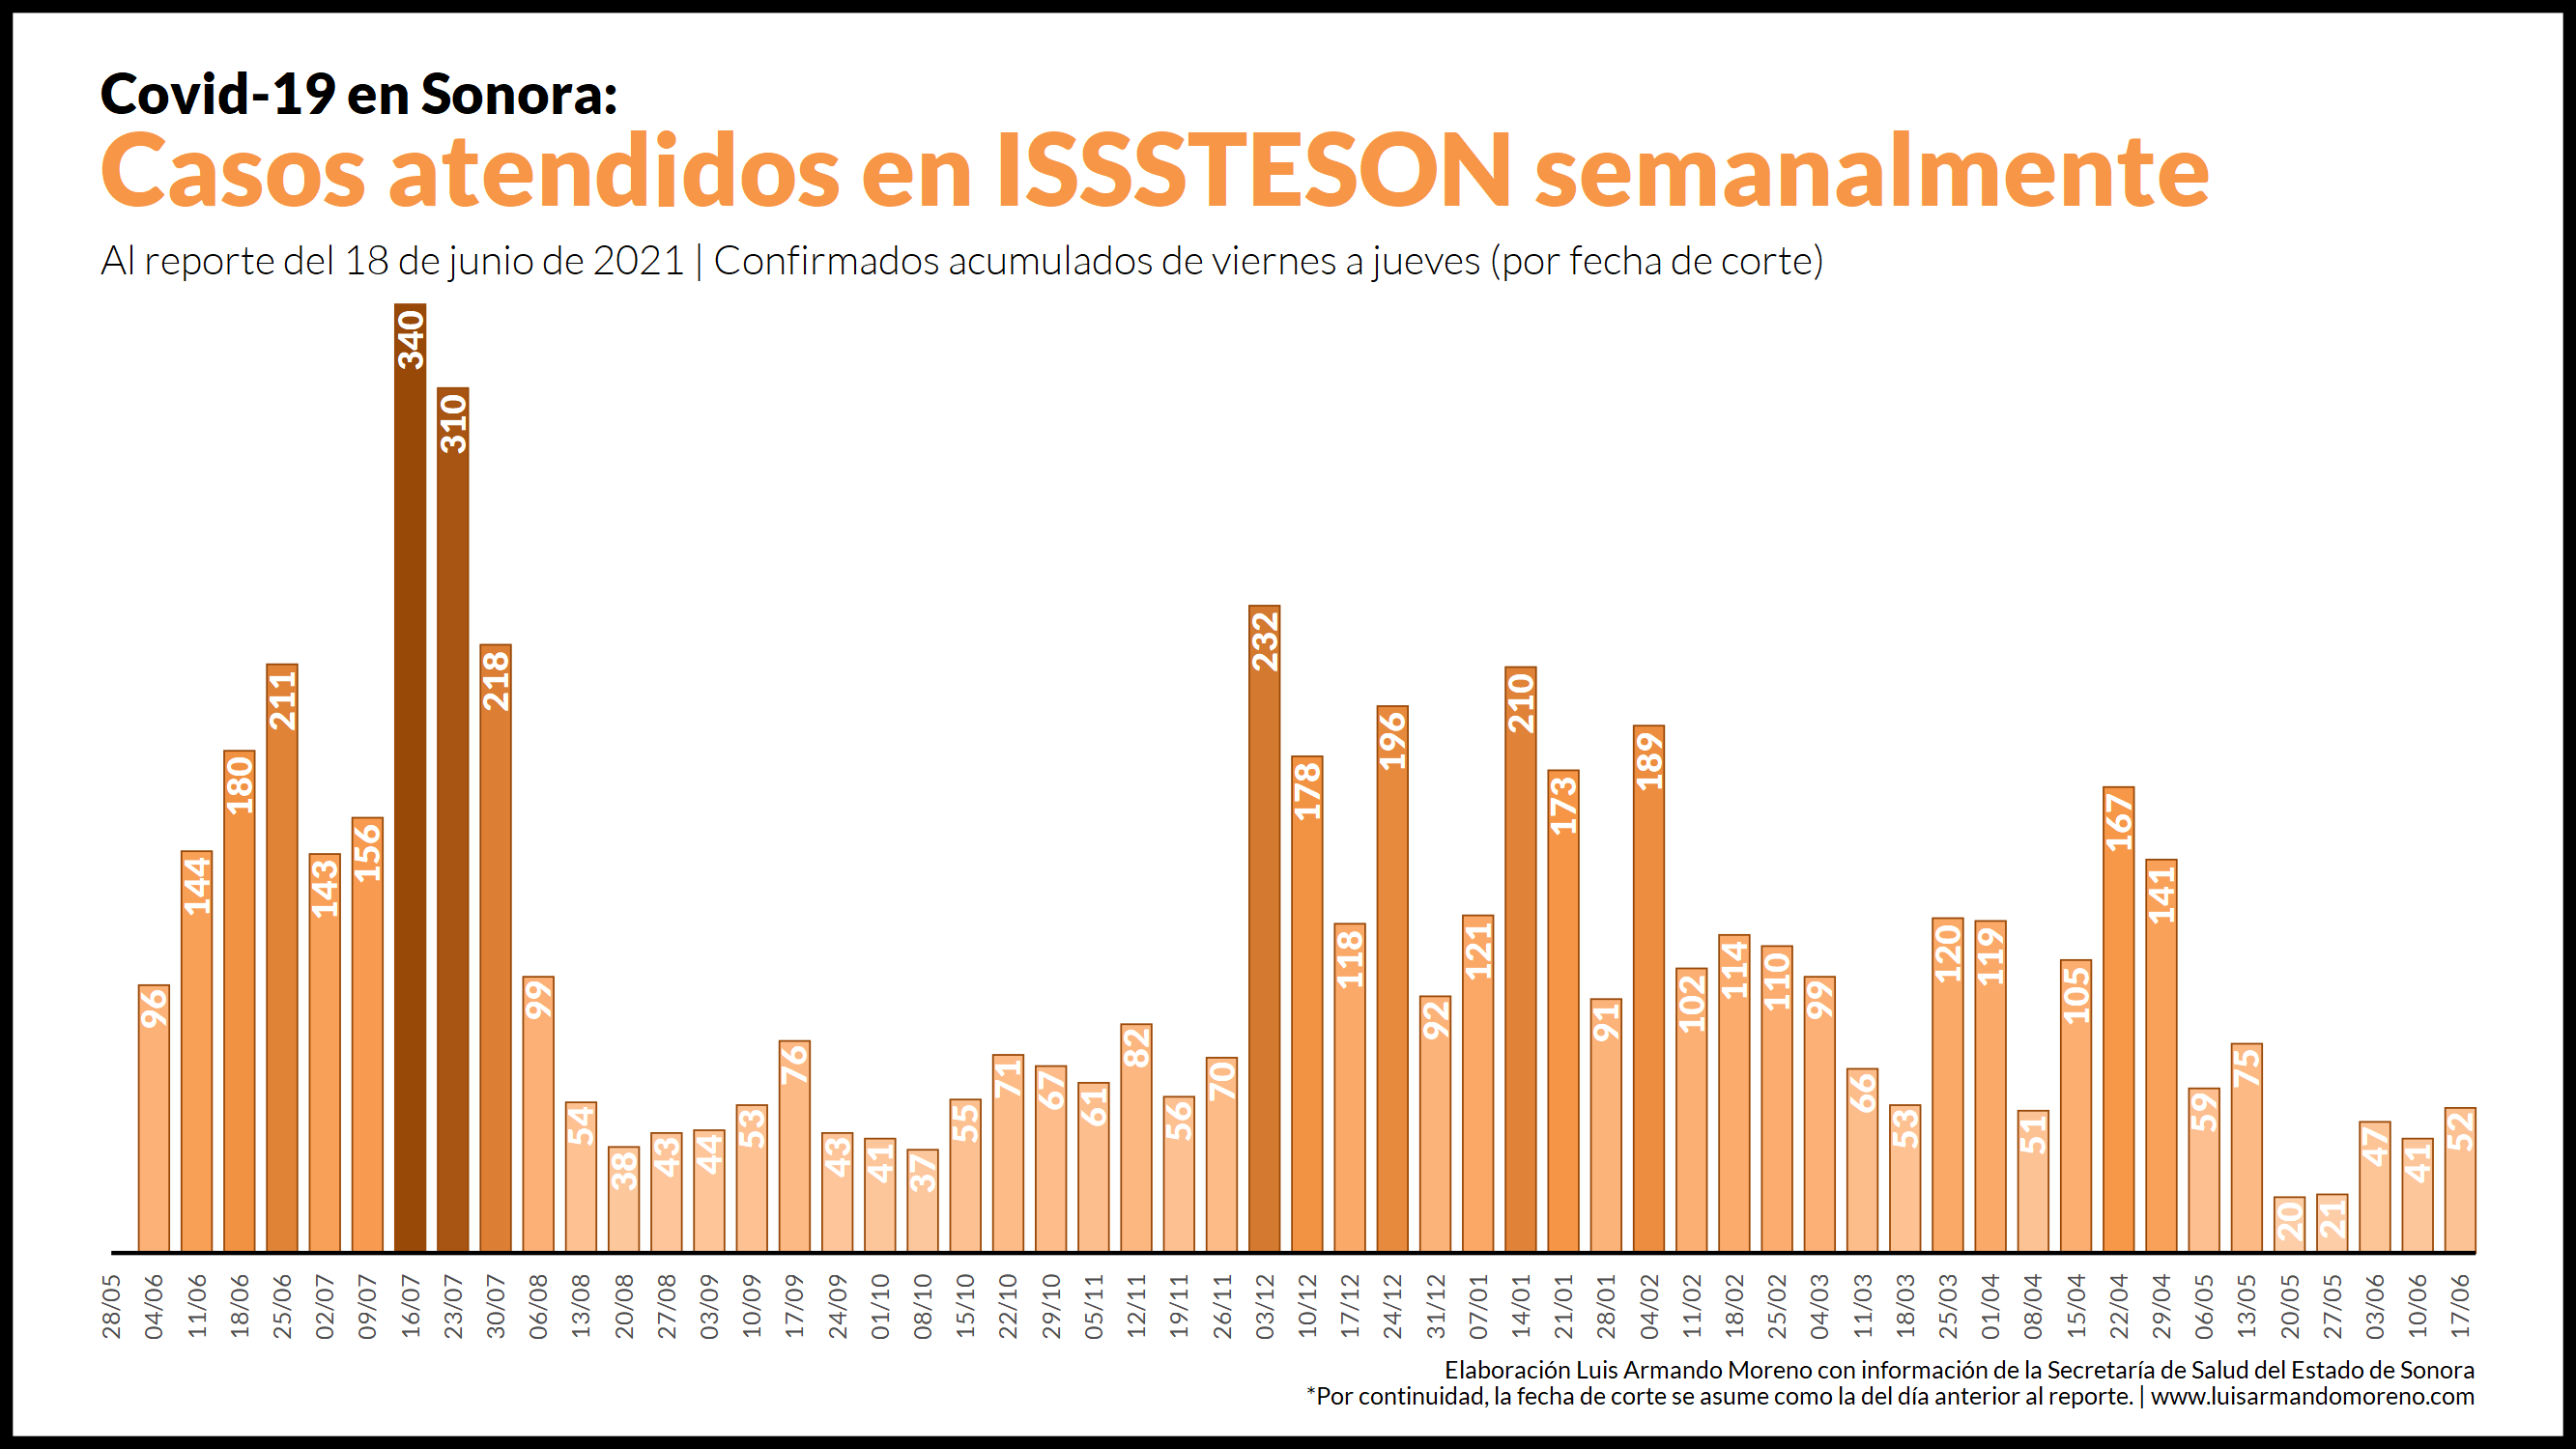 Covid-19 en Sonora:
Casos atendidos en ISSSTESON semanalmente
Al reporte del 18 de junio de 2021 | Confirmados acumulados de viernes a jueves (por fecha de corte)
96 144 180 211 143 156 340 310 218 99 54 38 43 44 53 76 43 41 37 55 71 67 61 82 56 70 232 178 118 196 92 121 210 173 91 189 102 114 110 99 66 53 120 119 51 105 167 141 59 75 20 21 47 41 52
28/05 04/06 11/06 18/06 25/06 02/07 09/07 16/07 23/07 30/07 06/08 13/08 20/08 27/08 03/09 10/09 17/09 24/09 01/10 08/10 15/10 22/10 29/10 05/11 12/11 19/11 26/11 03/12 10/12 17/12 24/12 31/12 07/01 14/01 21/01 28/01 04/02 11/02 18/02 25/02 04/03 11/03 18/03 25/03 01/04 08/04 15/04 22/04 29/04 06/05 13/05 20/05 27/05 03/06 10/06 17/06
Elaboración Luis Armando Moreno con información de la Secretaría de Salud del Estado de Sonora
*Por continuidad, la fecha de corte se asume como la del día anterior al reporte. | www.luisarmandomoreno.com